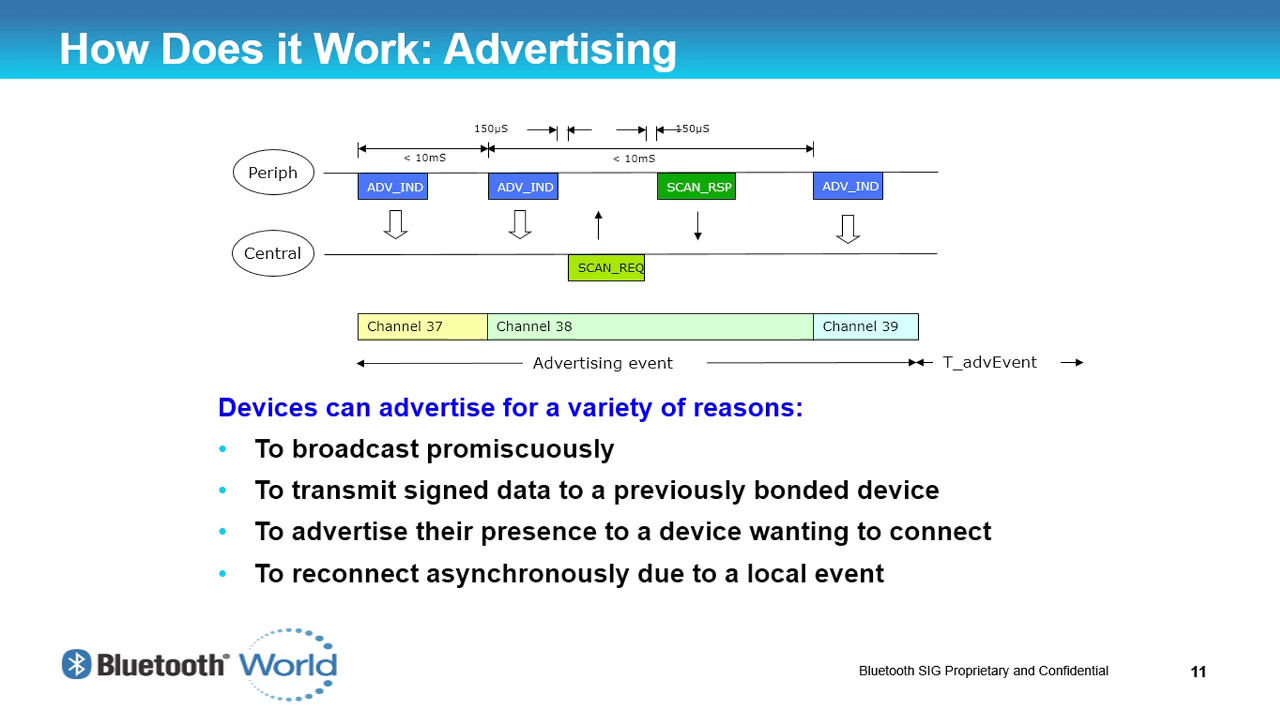 How Does it Work: Advertising
150µS
150µS
< 10mS
< 10mS
Periph
ADV_IND
ADV_IND
SCAN_RSP
ADV_IND
Central
SCAN_REQ
Channel 37
Channel 38
Channel 39
Advertising event
T_advEvent
Devices can advertise for a variety of reasons:
• To broadcast promiscuously
• To transmit signed data to a previously bonded device
• To advertise their presence to a device wanting to connect
• To reconnect asynchronously due to a local event
Bluetooth® World
Bluetooth SIG Proprietary and Confidential
11